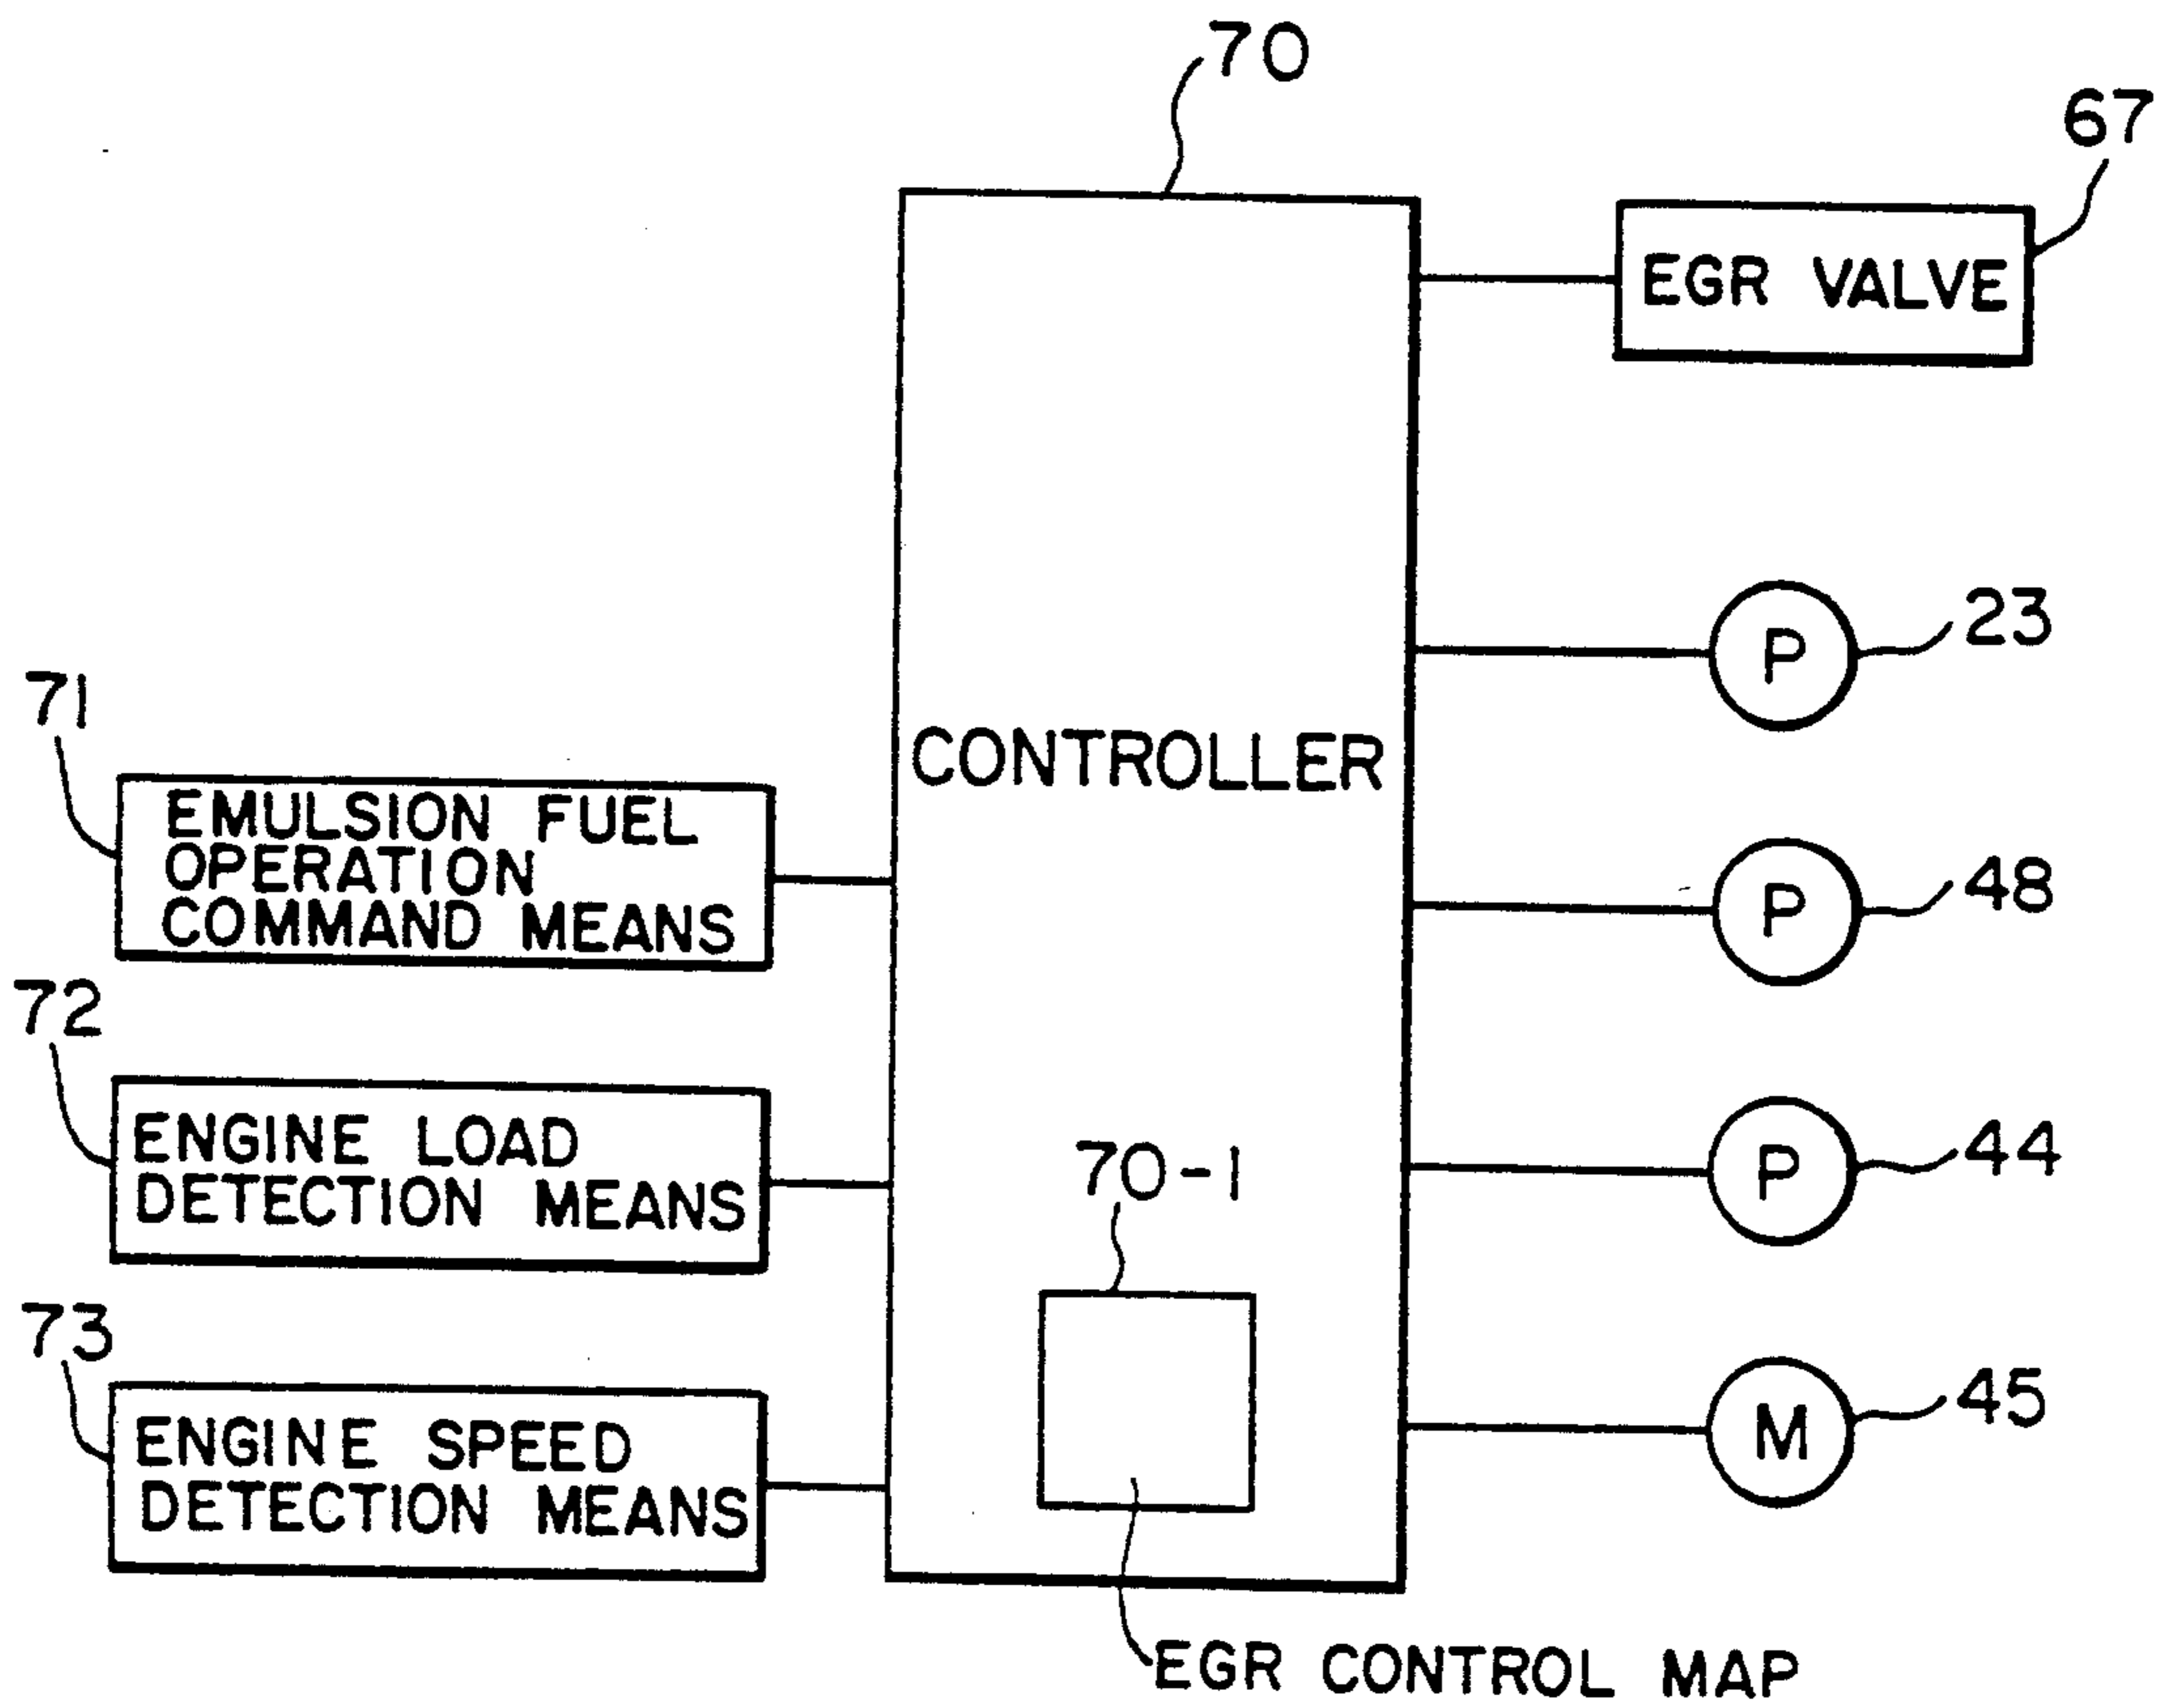 70
67
EGR VALVE
P
23
CONTROLLER
71
EMULSION FUEL
OPERATION
COMMAND MEANS
P
48
72
ENGINE LOAD
DETECTION MEANS
70-1
P
44
73
ENGINE SPEED
DETECTION MEANS
M
45
EGR CONTROL MAP